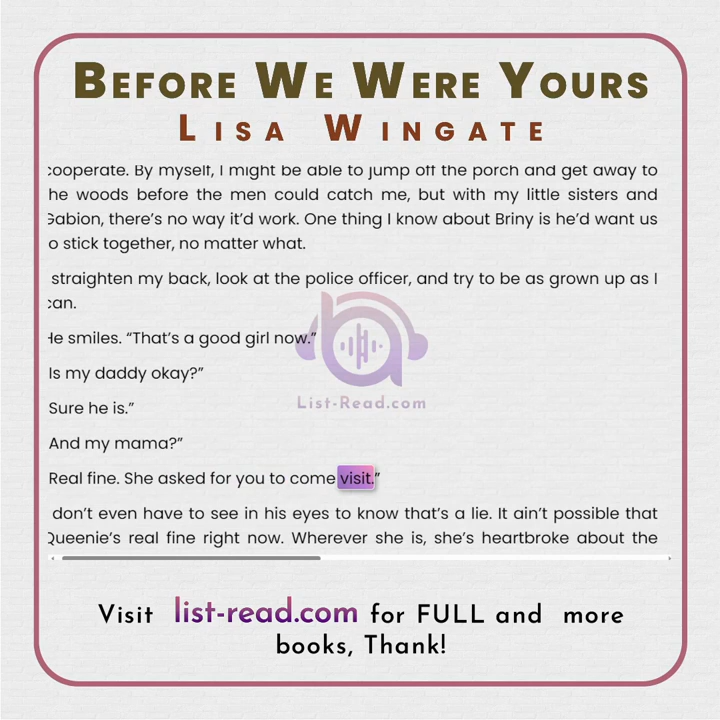 BEFORE WE WERE YOURS
LISA WINGATE
cooperate. By myself, I might be able to jump off the porch and get away to
he woods before the men could catch me, but with my little sisters and
Gabion, there's no way it'd work. One thing I know about Briny is he'd want us
o stick together, no matter what.
straighten my back, look at the police officer, and try to be as grown up as I
can.
He smiles. “That's a good girl now.”
Is my daddy okay?”
Sure he is.”
And my mama?”
Real fine. She asked for you to come visit.”
don't even have to see in his eyes to know that's a lie. It ain't possible that
Queenie's real fine right now. Wherever she is, she's heartbroke about the
List-Read.com
Visit list-read.com for FULL and more
books, Thank!